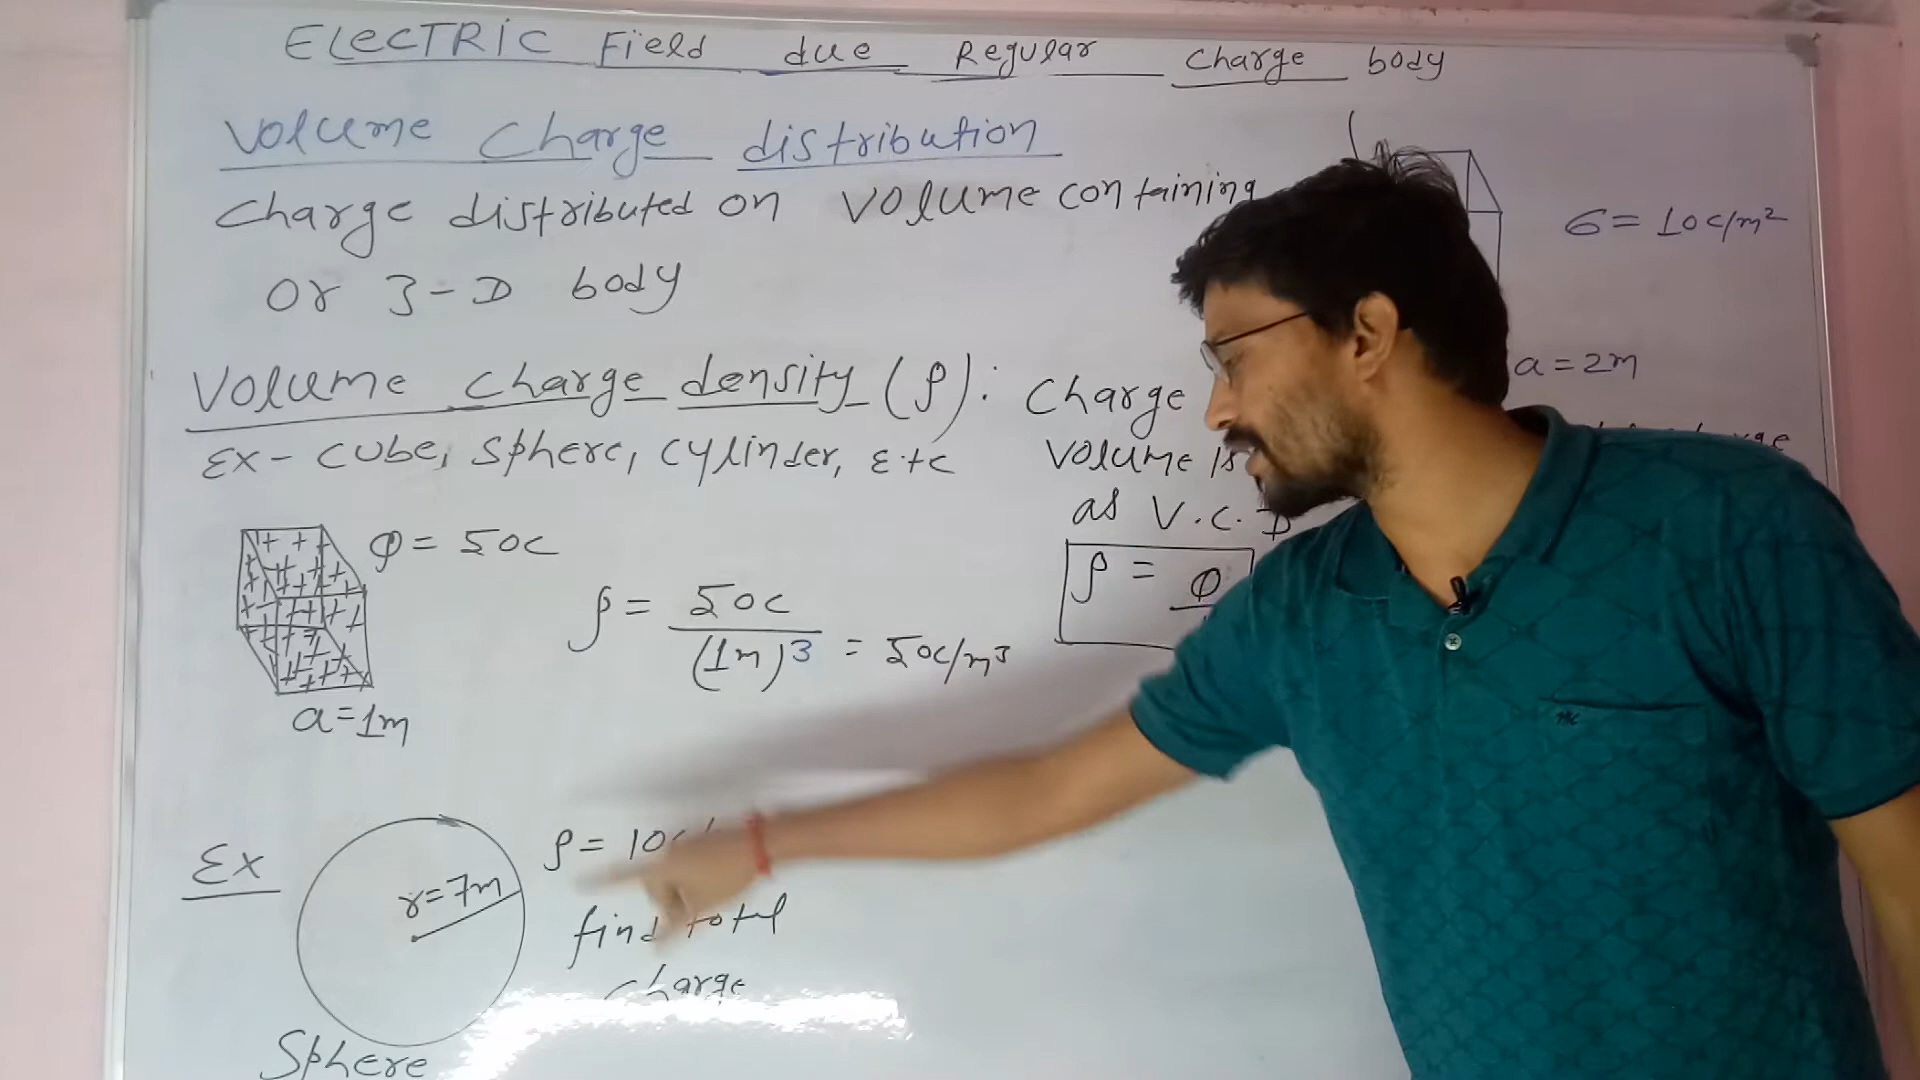 ELECTRIC Field due Regular Charge body
Volume Charge distribution
Charge distributed on volume containing
or 3-D body
σ = 10c/m²
a = 2m
Volume Charge density (ρ): Charge
Ex - cube, sphere, cylinder, Etc
Volume is
as V.C.D
ρ = Q
Q = 50c
ρ = 50c
(1m)³ = 50c/m³
a = 1m
Ex
r = 7m
ρ = 10c
find total
charge
Sphere